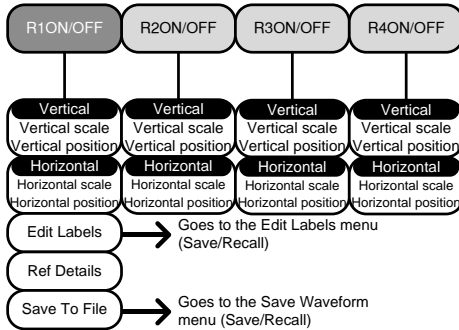 R1ON/OFF R2ON/OFF R3ON/OFF R4ON/OFF
Vertical Vertical Vertical Vertical
Vertical scale Vertical scale Vertical scale Vertical scale
Vertical position Vertical position Vertical position Vertical position
Horizontal Horizontal Horizontal Horizontal
Horizontal scale Horizontal scale Horizontal scale Horizontal scale
Horizontal position Horizontal position Horizontal position Horizontal position
Edit Labels Goes to the Edit Labels menu
(Save/Recall)
Ref Details
Save To File Goes to the Save Waveform
menu (Save/Recall)